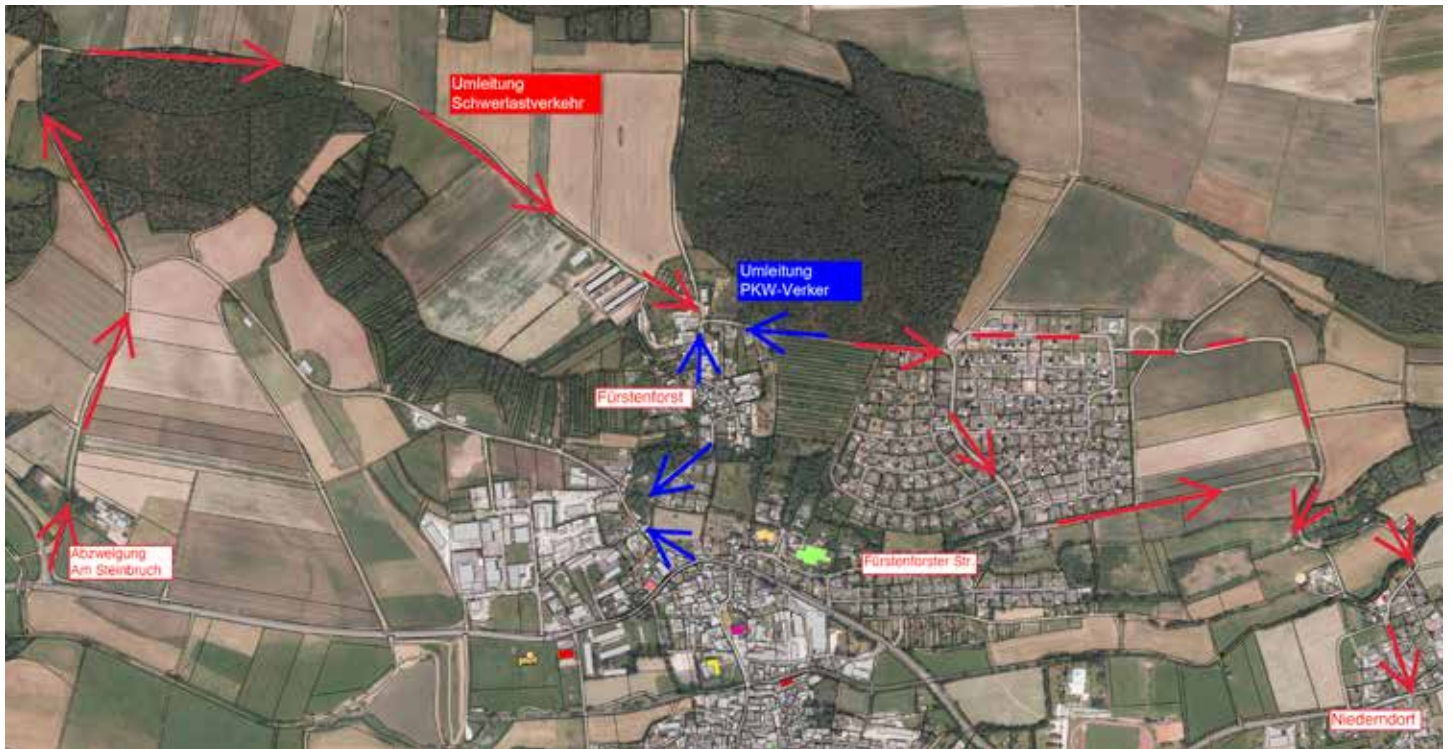 Umleitung
Schwerlastverkehr
Umleitung
PKW-Verker
Fürstenforst
Abzweigung
Am Steinbruch
Fürstenforster Str.
Niederndorf